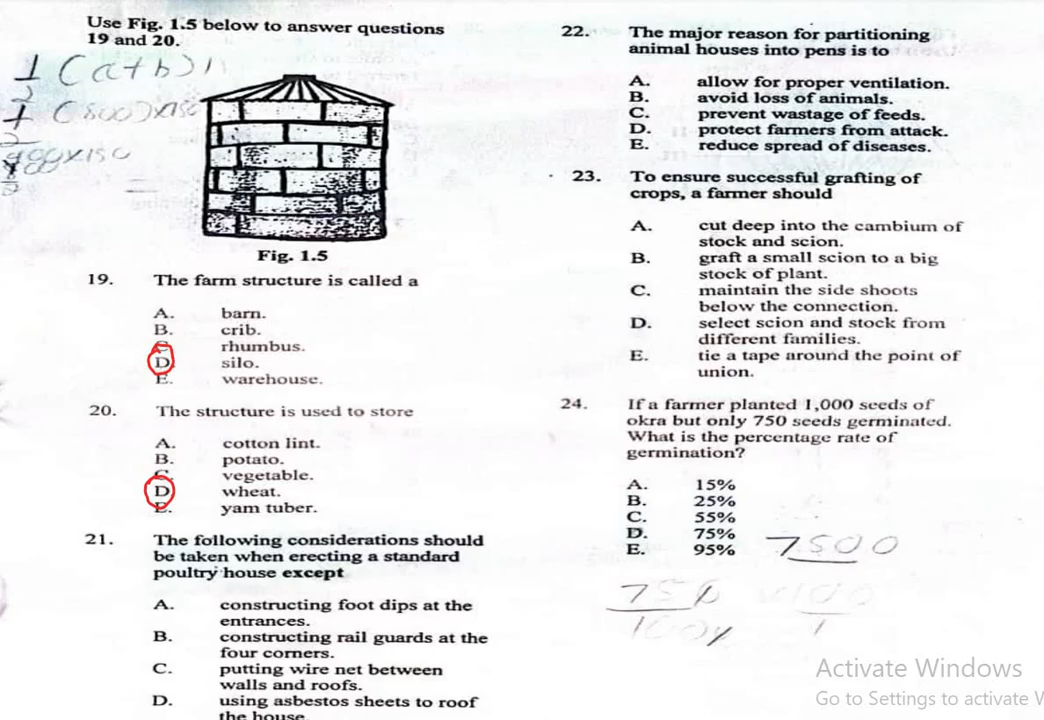 Use Fig. 1.5 below to answer questions
19 and 20.
1/2 (a+b) h
Fig. 1.5
19. The farm structure is called a
A. barn.
B. crib.
C. rhumbus.
D. silo.
E. warehouse.
20. The structure is used to store
A. cotton lint.
B. potato.
C. vegetable.
D. wheat.
E. yam tuber.
21. The following considerations should
be taken when erecting a standard
poultry house except
A. constructing foot dips at the
entrances.
B. constructing rail guards at the
four corners.
C. putting wire net between
walls and roofs.
D. using asbestos sheets to roof
the house.
22. The major reason for partitioning
animal houses into pens is to
A. allow for proper ventilation.
B. avoid loss of animals.
C. prevent wastage of feeds.
D. protect farmers from attack.
E. reduce spread of diseases.
23. To ensure successful grafting of
crops, a farmer should
A. cut deep into the cambium of
stock and scion.
B. graft a small scion to a big
stock of plant.
C. maintain the side shoots
below the connection.
D. select scion and stock from
different families.
E. tie a tape around the point of
union.
24. If a farmer planted 1,000 seeds of
okra but only 750 seeds germinated.
What is the percentage rate of
germination?
A. 15%
B. 25%
C. 55%
D. 75%
E. 95%
7500
Activate Windows
Go to Settings to activate